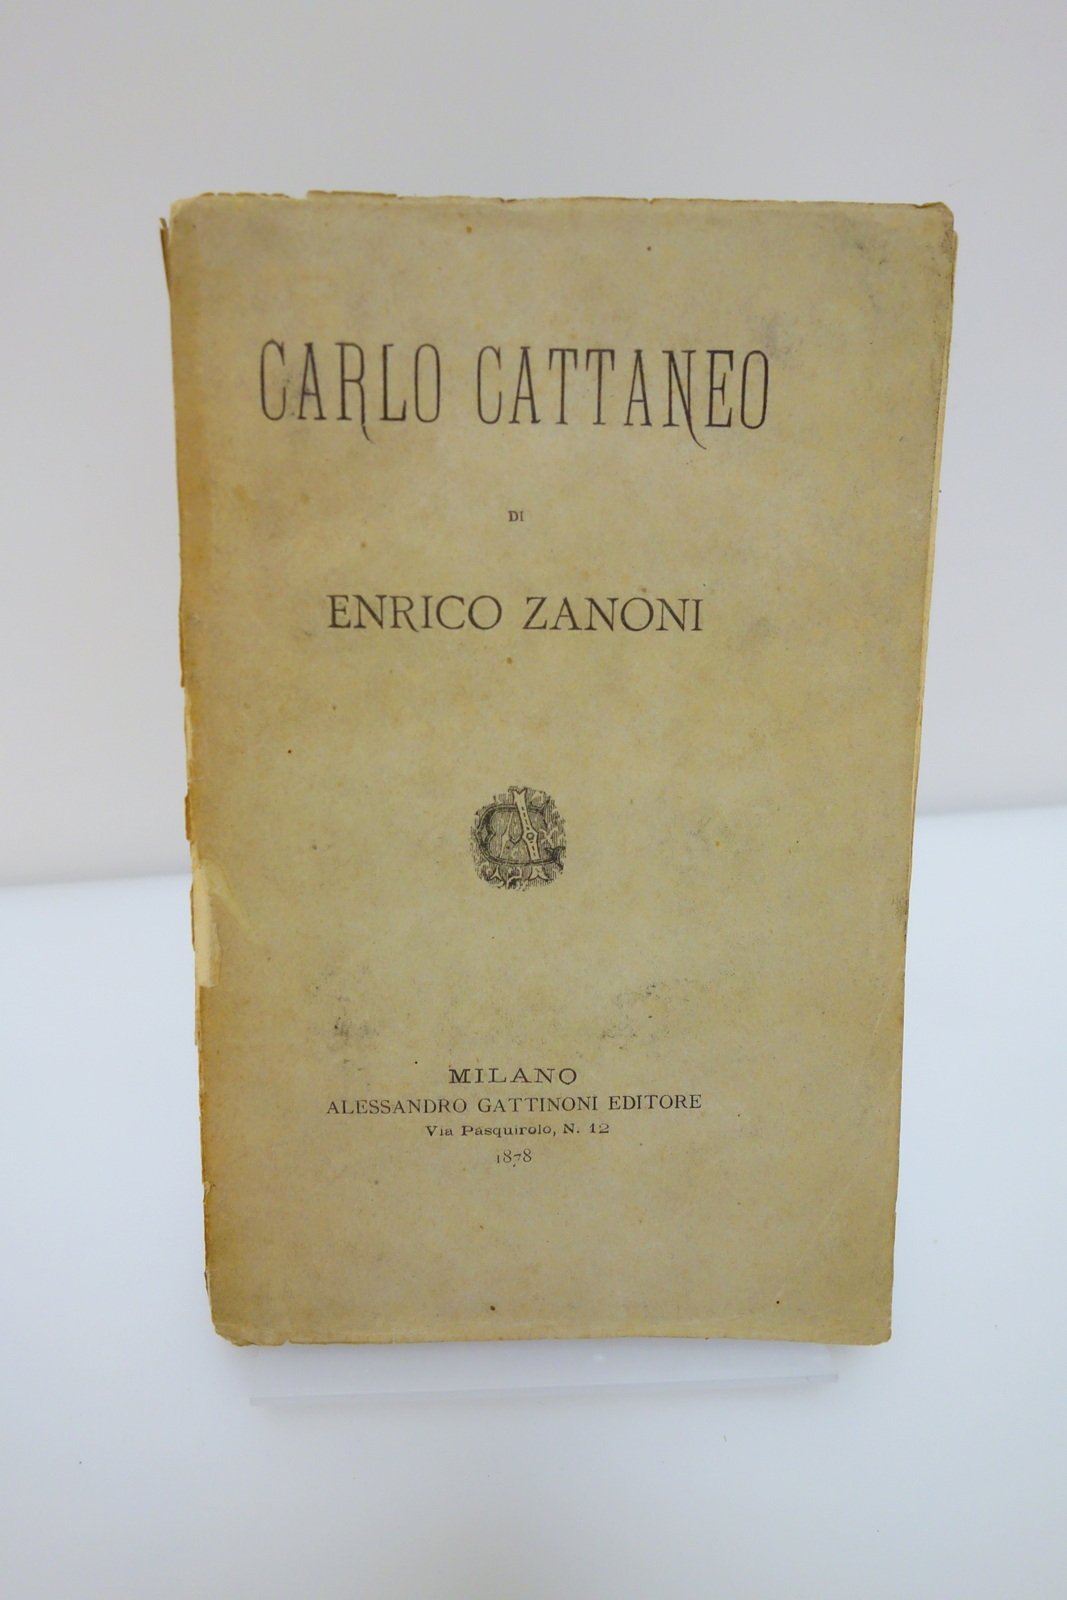 CARLO CATTANEO
DI
ENRICO ZANONI
MILANO
ALESSANDRO GATTINONI EDITORE
Via Pasquirolo, N. 12
1878